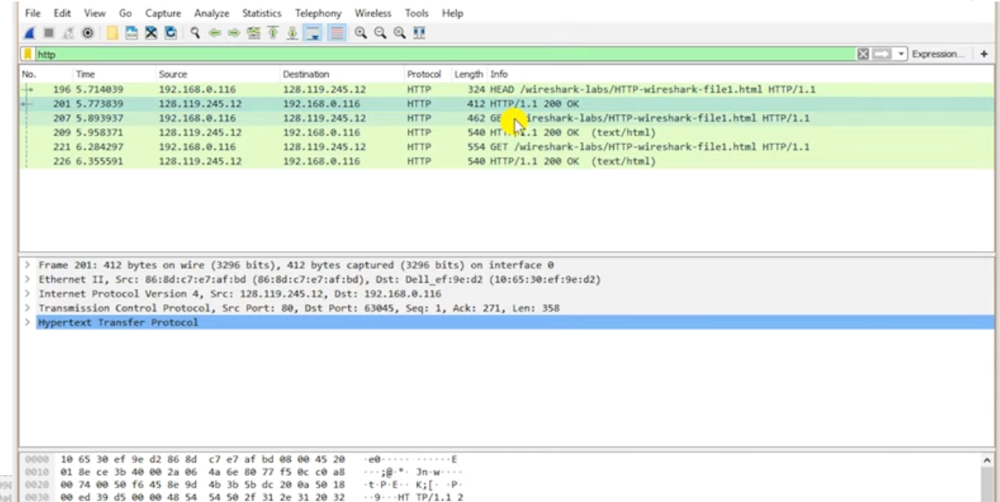 File Edit View Go Capture Analyze Statistics Telephony Wireless Tools Help
http Expression... +
No. Time Source Destination Protocol Length Info
196 5.714039 192.168.0.116 128.119.245.12 HTTP 324 HEAD /wireshark-labs/HTTP-wireshark-file1.html HTTP/1.1
201 5.773839 128.119.245.12 192.168.0.116 HTTP 412 HTTP/1.1 200 OK
207 5.893937 192.168.0.116 128.119.245.12 HTTP 462 ireshark-labs/HTTP-wireshark-file1.html HTTP/1.1
209 5.958371 128.119.245.12 192.168.0.116 HTTP 540 .1 200 OK (text/html)
221 6.284297 192.168.0.116 128.119.245.12 HTTP 554 GET /wireshark-labs/HTTP-wireshark-file1.html HTTP/1.1
226 6.355591 128.119.245.12 192.168.0.116 HTTP 540 HTTP/1.1 200 OK (text/html)
> Frame 201: 412 bytes on wire (3296 bits), 412 bytes captured (3296 bits) on interface 0
> Ethernet II, Src: 86:8d:c7:e7:af:bd (86:8d:c7:e7:af:bd), Dst: Dell_ef:9e:d2 (10:65:30:ef:9e:d2)
> Internet Protocol Version 4, Src: 128.119.245.12, Dst: 192.168.0.116
> Transmission Control Protocol, Src Port: 80, Dst Port: 63045, Seq: 1, Ack: 271, Len: 358
> Hypertext Transfer Protocol
0000 10 65 30 ef 9e d2 86 8d c7 e7 af bd 08 00 45 20 ·e0····· ······E
0010 01 8e ce 3b 40 00 2a 06 4a 6e 80 77 f5 0c c0 a8 ···;@·*· Jn·w····
0020 00 74 00 50 f6 45 8e 9d 4b 3b 5b dc 20 0a 50 18 ·t·P·E·· K;[· ·P·
0030 00 ed 39 d5 00 00 48 54 54 50 2f 31 2e 31 20 32 ··9···HT TP/1.1 2